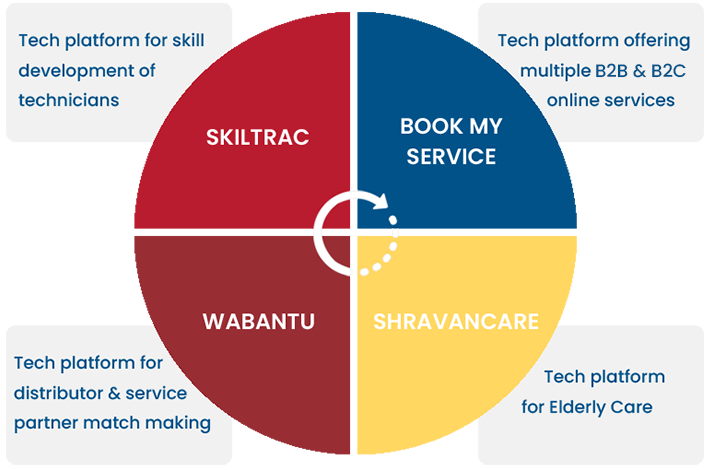 Tech platform for skill
development of
technicians
SKILTRAC
Tech platform offering
multiple B2B & B2C
online services
BOOK MY
SERVICE
Tech platform for
distributor & service
partner match making
WABANTU
SHRAVANCARE
Tech platform
for Elderly Care